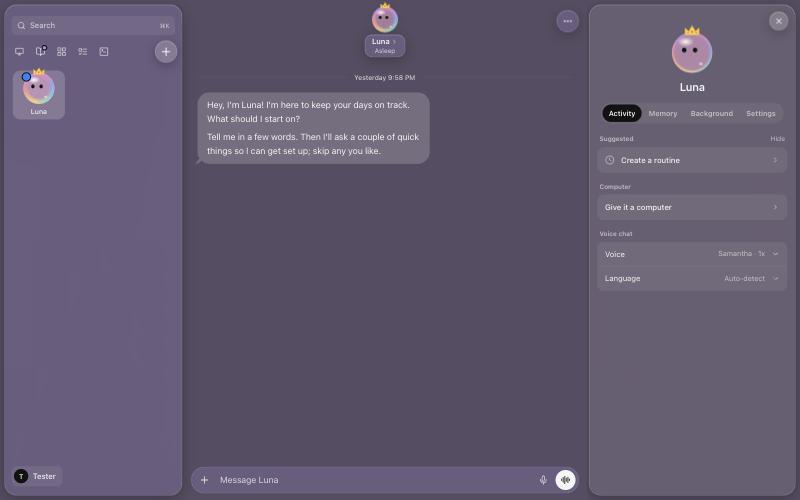 Search
⌘K
Luna
T
Tester
Luna
Asleep
Yesterday 9:58 PM
Hey, I'm Luna! I'm here to keep your days on track.
What should I start on?
Tell me in a few words. Then I'll ask a couple of quick
things so I can get set up; skip any you like.
Message Luna
Luna
Activity Memory Background Settings
Suggested Hide
Create a routine
Computer
Give it a computer
Voice chat
Voice Samantha · 1x
Language Auto-detect